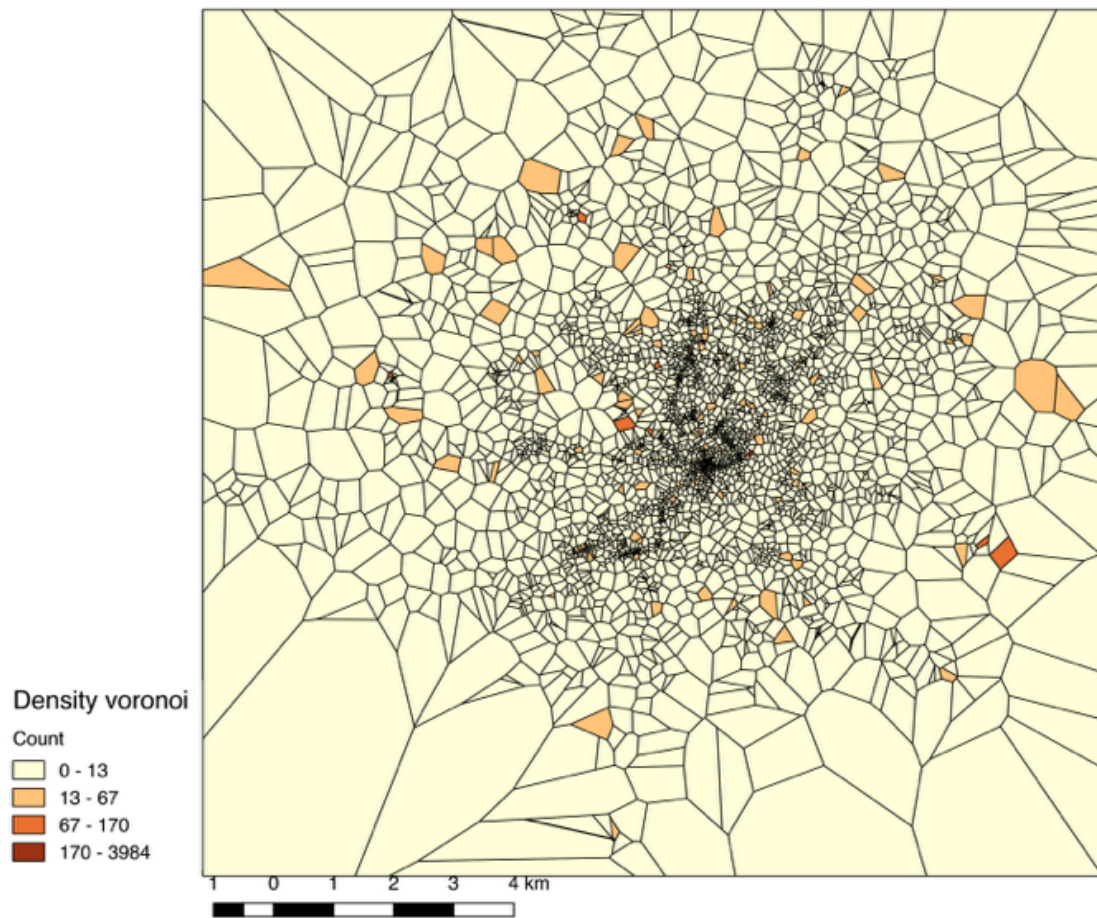 Density voronoi
Count
0 - 13
13 - 67
67 - 170
170 - 3984
1 0 1 2 3 4 km